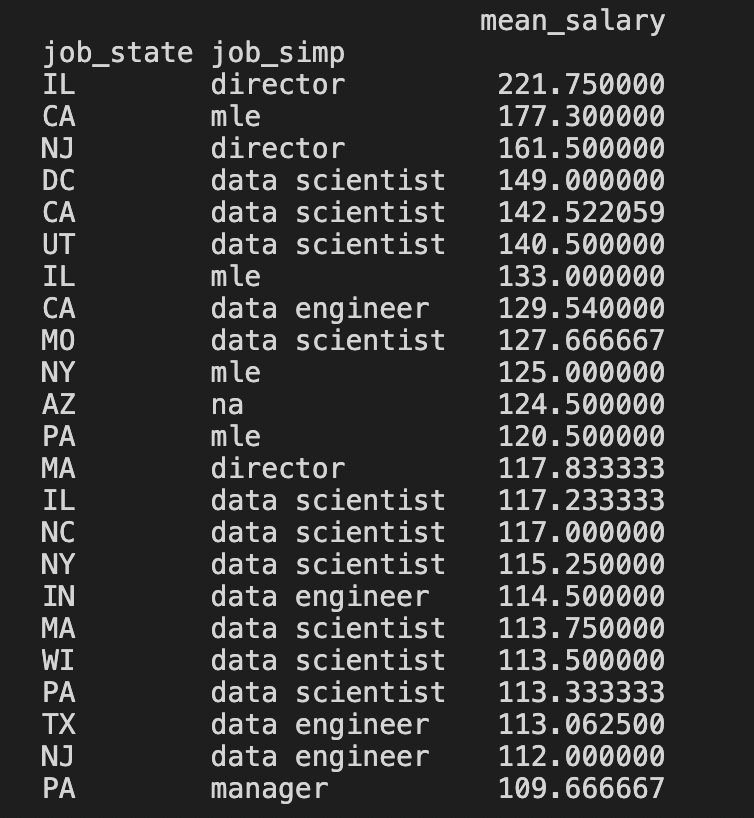 mean_salary
job_state job_simp
IL director 221.750000
CA mle 177.300000
NJ director 161.500000
DC data scientist 149.000000
CA data scientist 142.522059
UT data scientist 140.500000
IL mle 133.000000
CA data engineer 129.540000
MO data scientist 127.666667
NY mle 125.000000
AZ na 124.500000
PA mle 120.500000
MA director 117.833333
IL data scientist 117.233333
NC data scientist 117.000000
NY data scientist 115.250000
IN data engineer 114.500000
MA data scientist 113.750000
WI data scientist 113.500000
PA data scientist 113.333333
TX data engineer 113.062500
NJ data engineer 112.000000
PA manager 109.666667